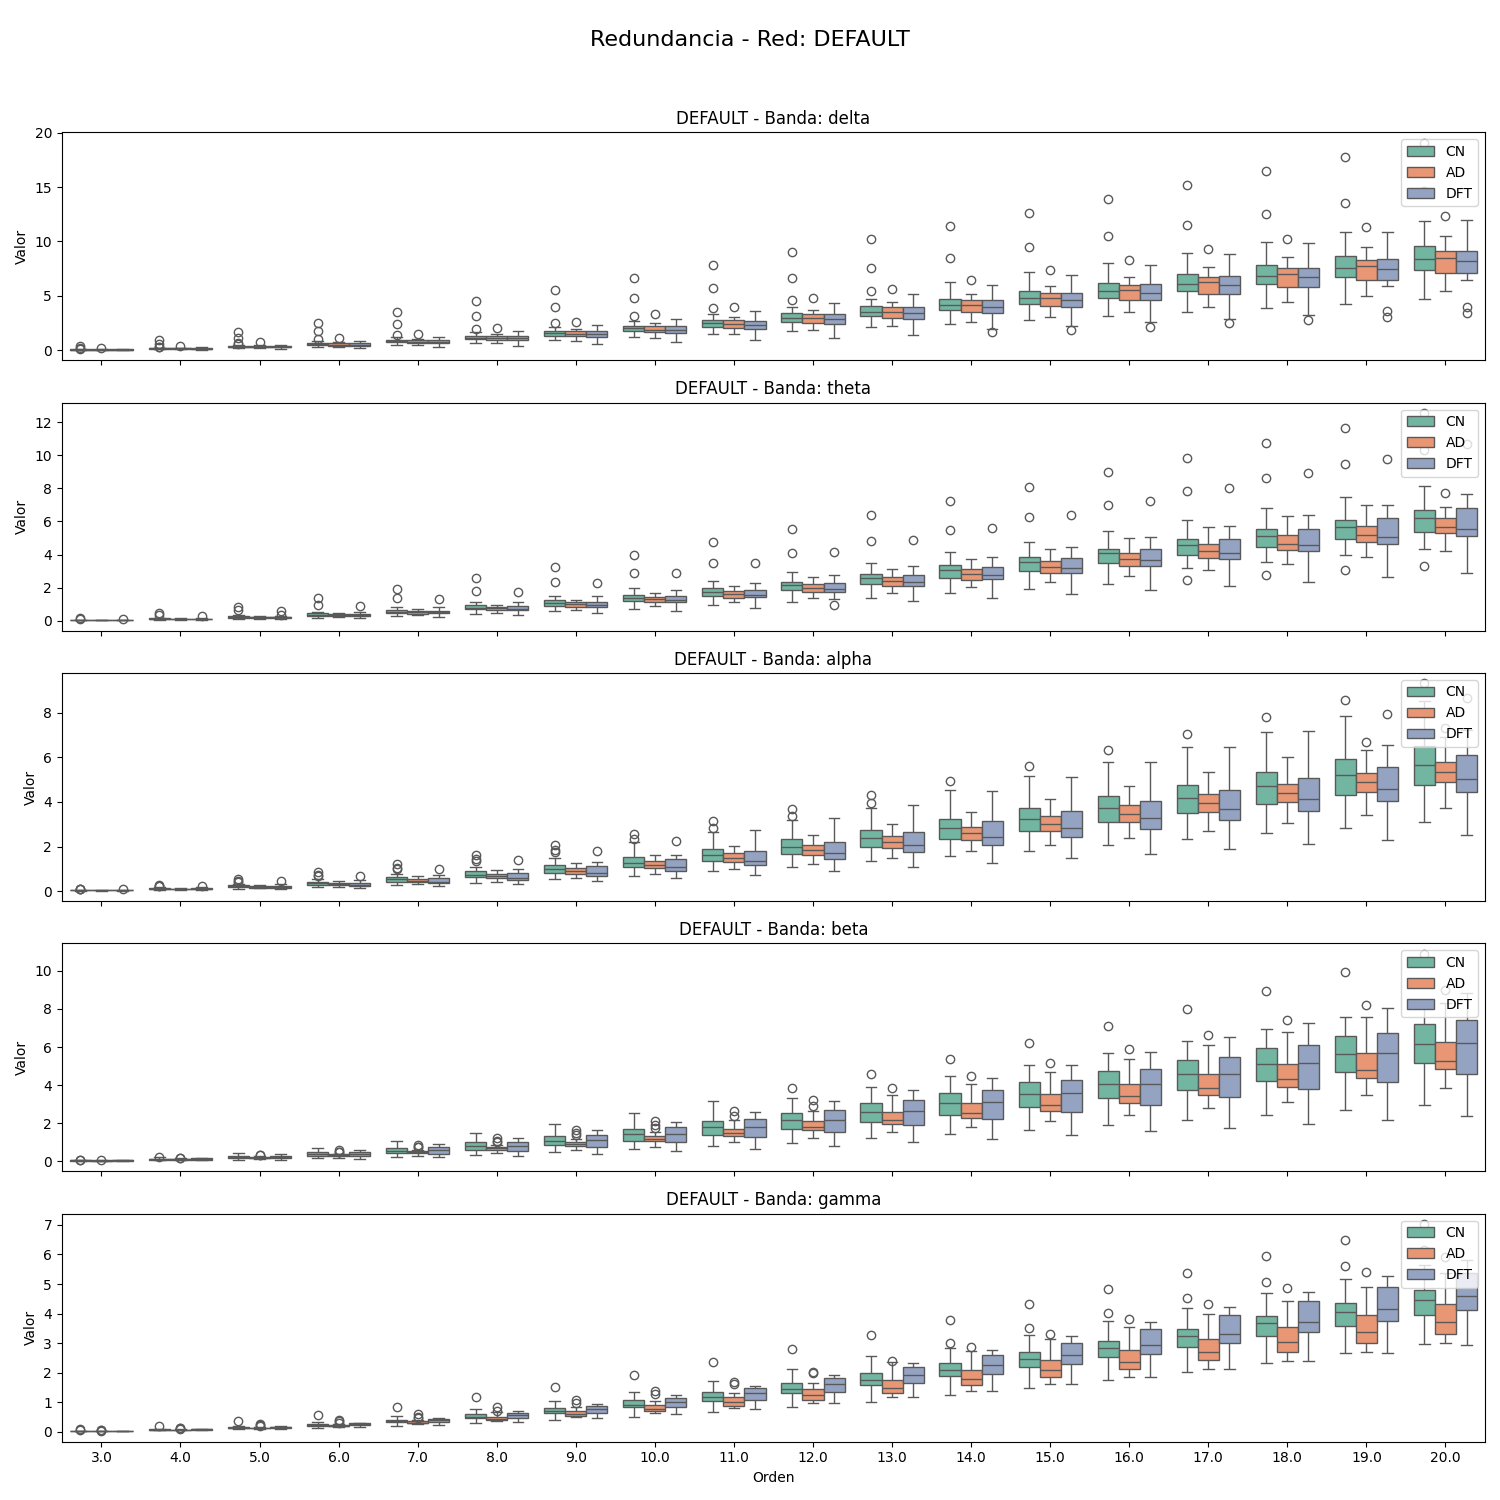 Redundancia - Red: DEFAULT
DEFAULT - Banda: delta
Valor
20
15
10
5
0
CN
AD
DFT
DEFAULT - Banda: theta
Valor
12
10
8
6
4
2
0
CN
AD
DFT
DEFAULT - Banda: alpha
Valor
8
6
4
2
0
CN
AD
DFT
DEFAULT - Banda: beta
Valor
10
8
6
4
2
0
CN
AD
DFT
DEFAULT - Banda: gamma
Valor
7
6
5
4
3
2
1
0
CN
AD
DFT
3.0 4.0 5.0 6.0 7.0 8.0 9.0 10.0 11.0 12.0 13.0 14.0 15.0 16.0 17.0 18.0 19.0 20.0
Orden